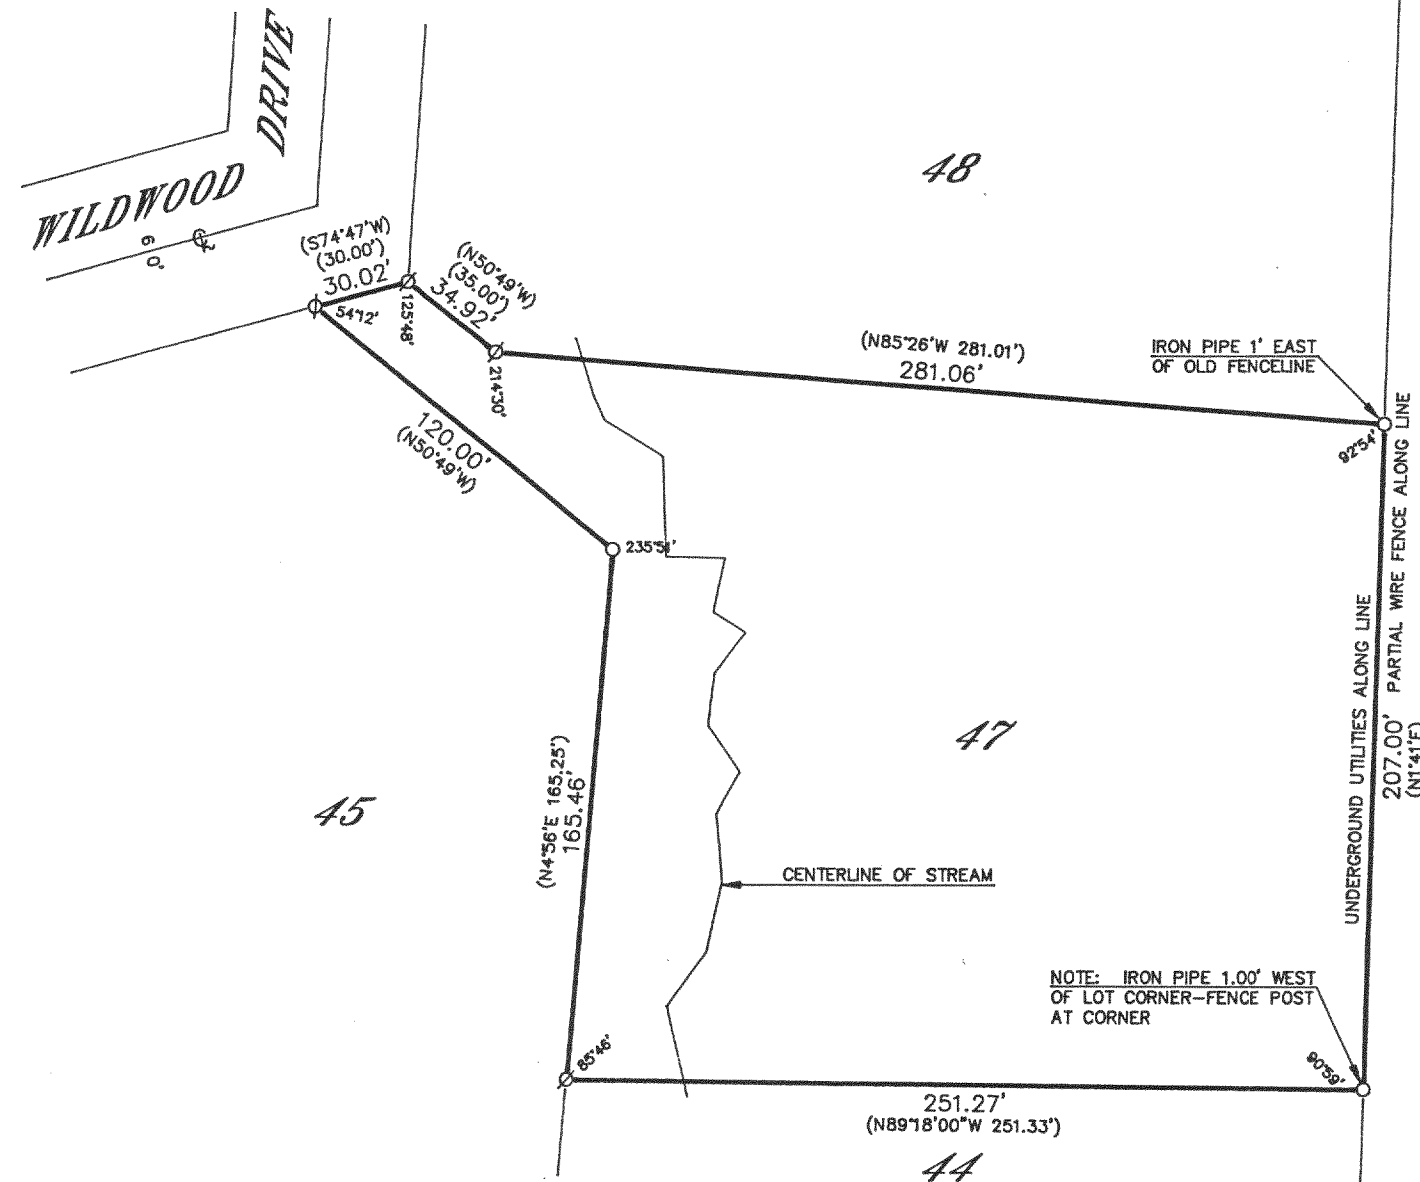 WILDWOOD DRIVE
60'
(S74°47'W)
(30.00')
30.02'
54°12'
125°48'
(N50°49'W)
(35.00')
34.92'
214°30'
48
(N85°26'W 281.01')
281.06'
IRON PIPE 1' EAST
OF OLD FENCELINE
92°54'
120.00'
(N50°49'W)
235°51'
PARTIAL WIRE FENCE ALONG LINE
UNDERGROUND UTILITIES ALONG LINE
207.00'
(N1°41'E)
47
45
(N4°56'E 165.25')
165.46'
CENTERLINE OF STREAM
NOTE: IRON PIPE 1.00' WEST
OF LOT CORNER-FENCE POST
AT CORNER
85°46'
90°59'
251.27'
(N89°18'00"W 251.33')
44